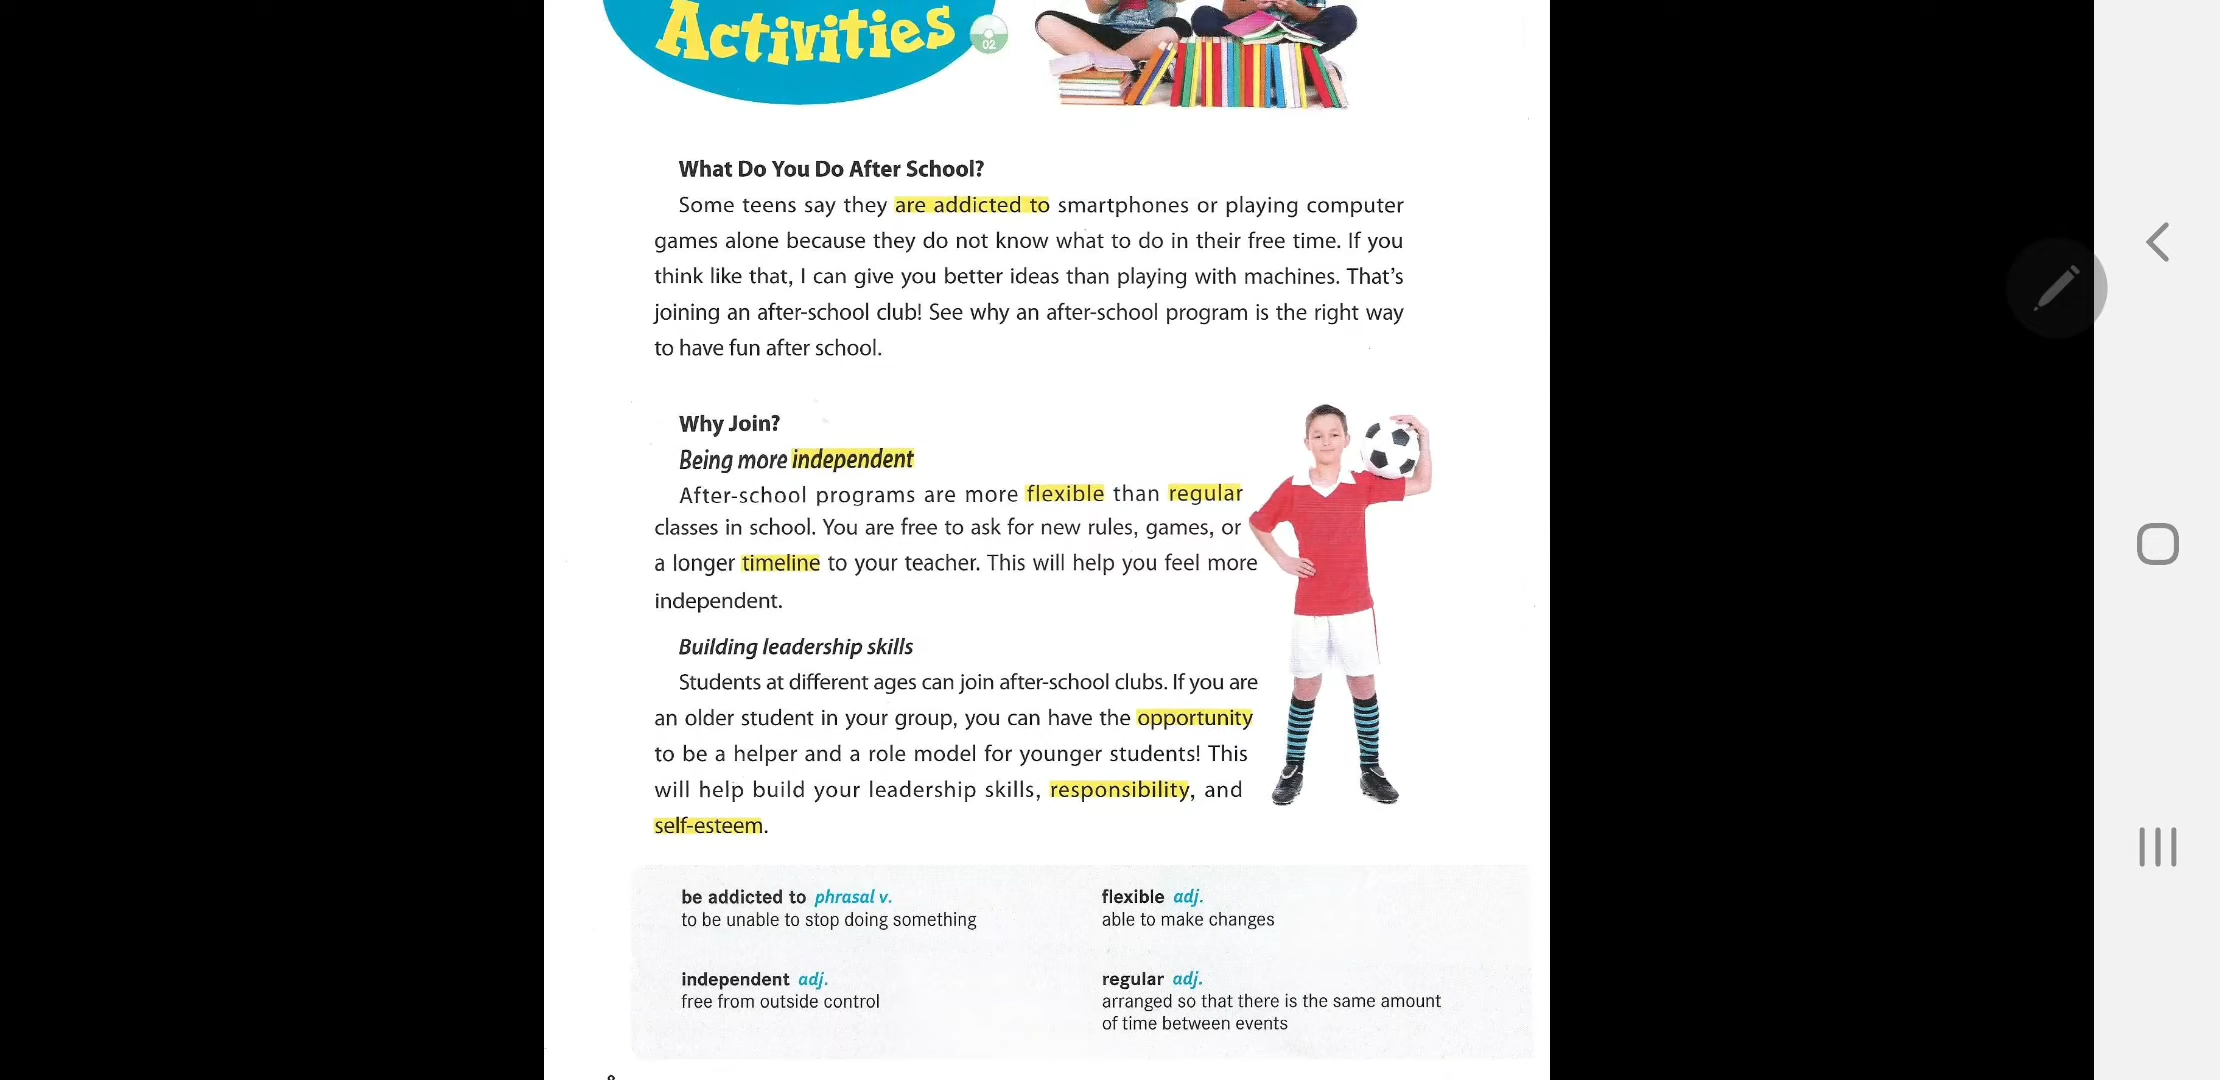 Activities
02
What Do You Do After School?
Some teens say they are addicted to smartphones or playing computer
games alone because they do not know what to do in their free time. If you
think like that, I can give you better ideas than playing with machines. That's
joining an after-school club! See why an after-school program is the right way
to have fun after school.
Why Join?
Being more independent
After-school programs are more flexible than regular
classes in school. You are free to ask for new rules, games, or
a longer timeline to your teacher. This will help you feel more
independent.
Building leadership skills
Students at different ages can join after-school clubs. If you are
an older student in your group, you can have the opportunity
to be a helper and a role model for younger students! This
will help build your leadership skills, responsibility, and
self-esteem.
be addicted to phrasal v.
to be unable to stop doing something
independent adj.
free from outside control
flexible adj.
able to make changes
regular adj.
arranged so that there is the same amount
of time between events